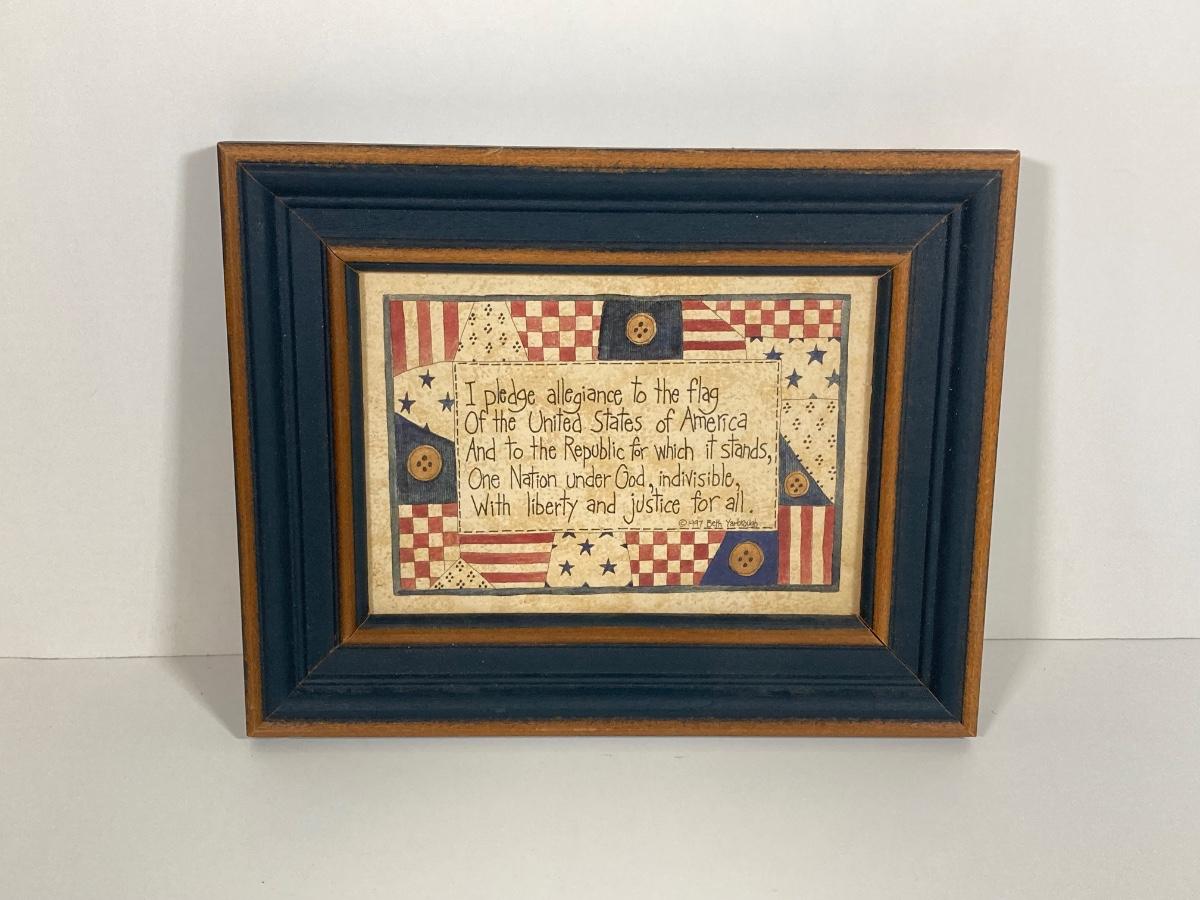 I pledge allegiance to the flag
Of the United States of America
And to the Republic for which it stands,
One Nation under God, indivisible,
With liberty and justice for all.
© 1997 Beth Yarbrough